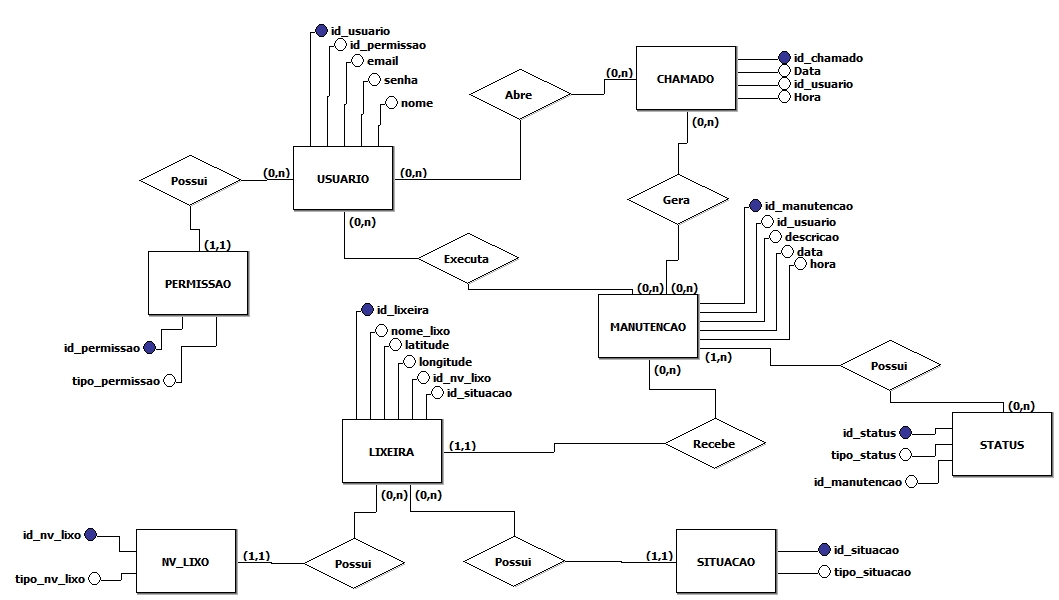 id_usuario
id_permissao
email
senha
nome
Abre
(0,n)
CHAMADO
id_chamado
Data
id_usuario
Hora
(0,n)
Possui
(0,n)
USUARIO
(0,n)
(0,n)
Gera
(1,1)
PERMISSAO
id_permissao
tipo_permissao
Executa
id_manutencao
id_usuario
descricao
data
hora
(0,n)
(0,n)
MANUTENCAO
(1,n)
(0,n)
Possui
(0,n)
STATUS
id_status
tipo_status
id_manutencao
id_lixeira
nome_lixo
latitude
longitude
id_nv_lixo
id_situacao
LIXEIRA
(1,1)
Recebe
(0,n)
(0,n)
id_nv_lixo
tipo_nv_lixo
NV_LIXO
(1,1)
Possui
Possui
(1,1)
SITUACAO
id_situacao
tipo_situacao